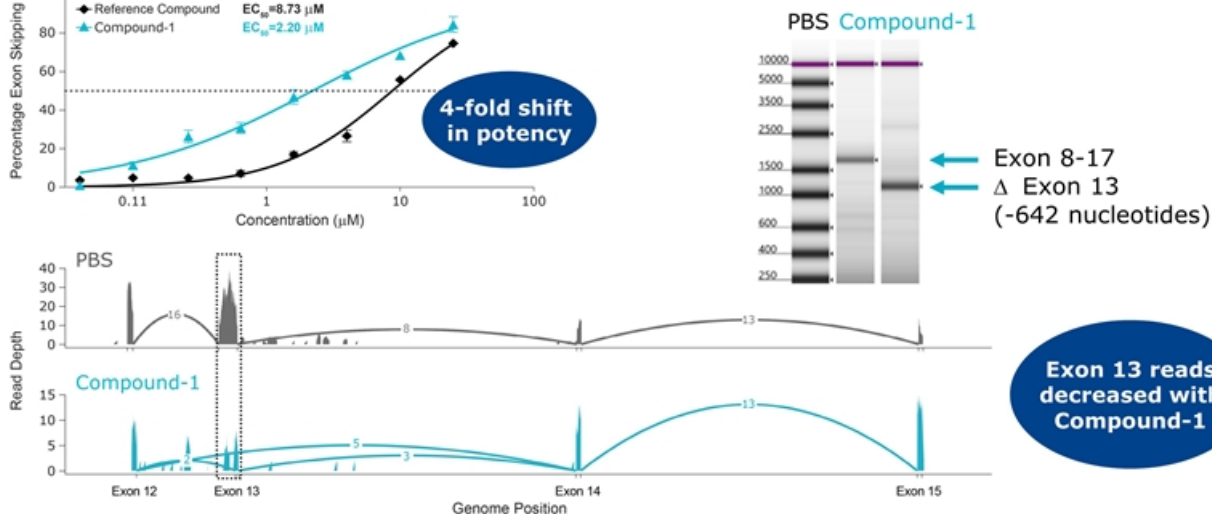 Percentage Exon Skipping
Reference Compound EC₅₀=8.73 µM
Compound-1 EC₅₀=2.20 µM
80
60
40
20
0
0.11
1
10
100
Concentration (µM)
4-fold shift
in potency
PBS Compound-1
10000
5000
3500
2500
1500
1000
600
400
250
Exon 8-17
Δ Exon 13
(-642 nucleotides)
Read Depth
PBS
40
30
20
10
0
16
8
13
Compound-1
15
10
5
0
2
5
3
13
Exon 12
Exon 13
Exon 14
Exon 15
Genome Position
Exon 13 reads
decreased with
Compound-1